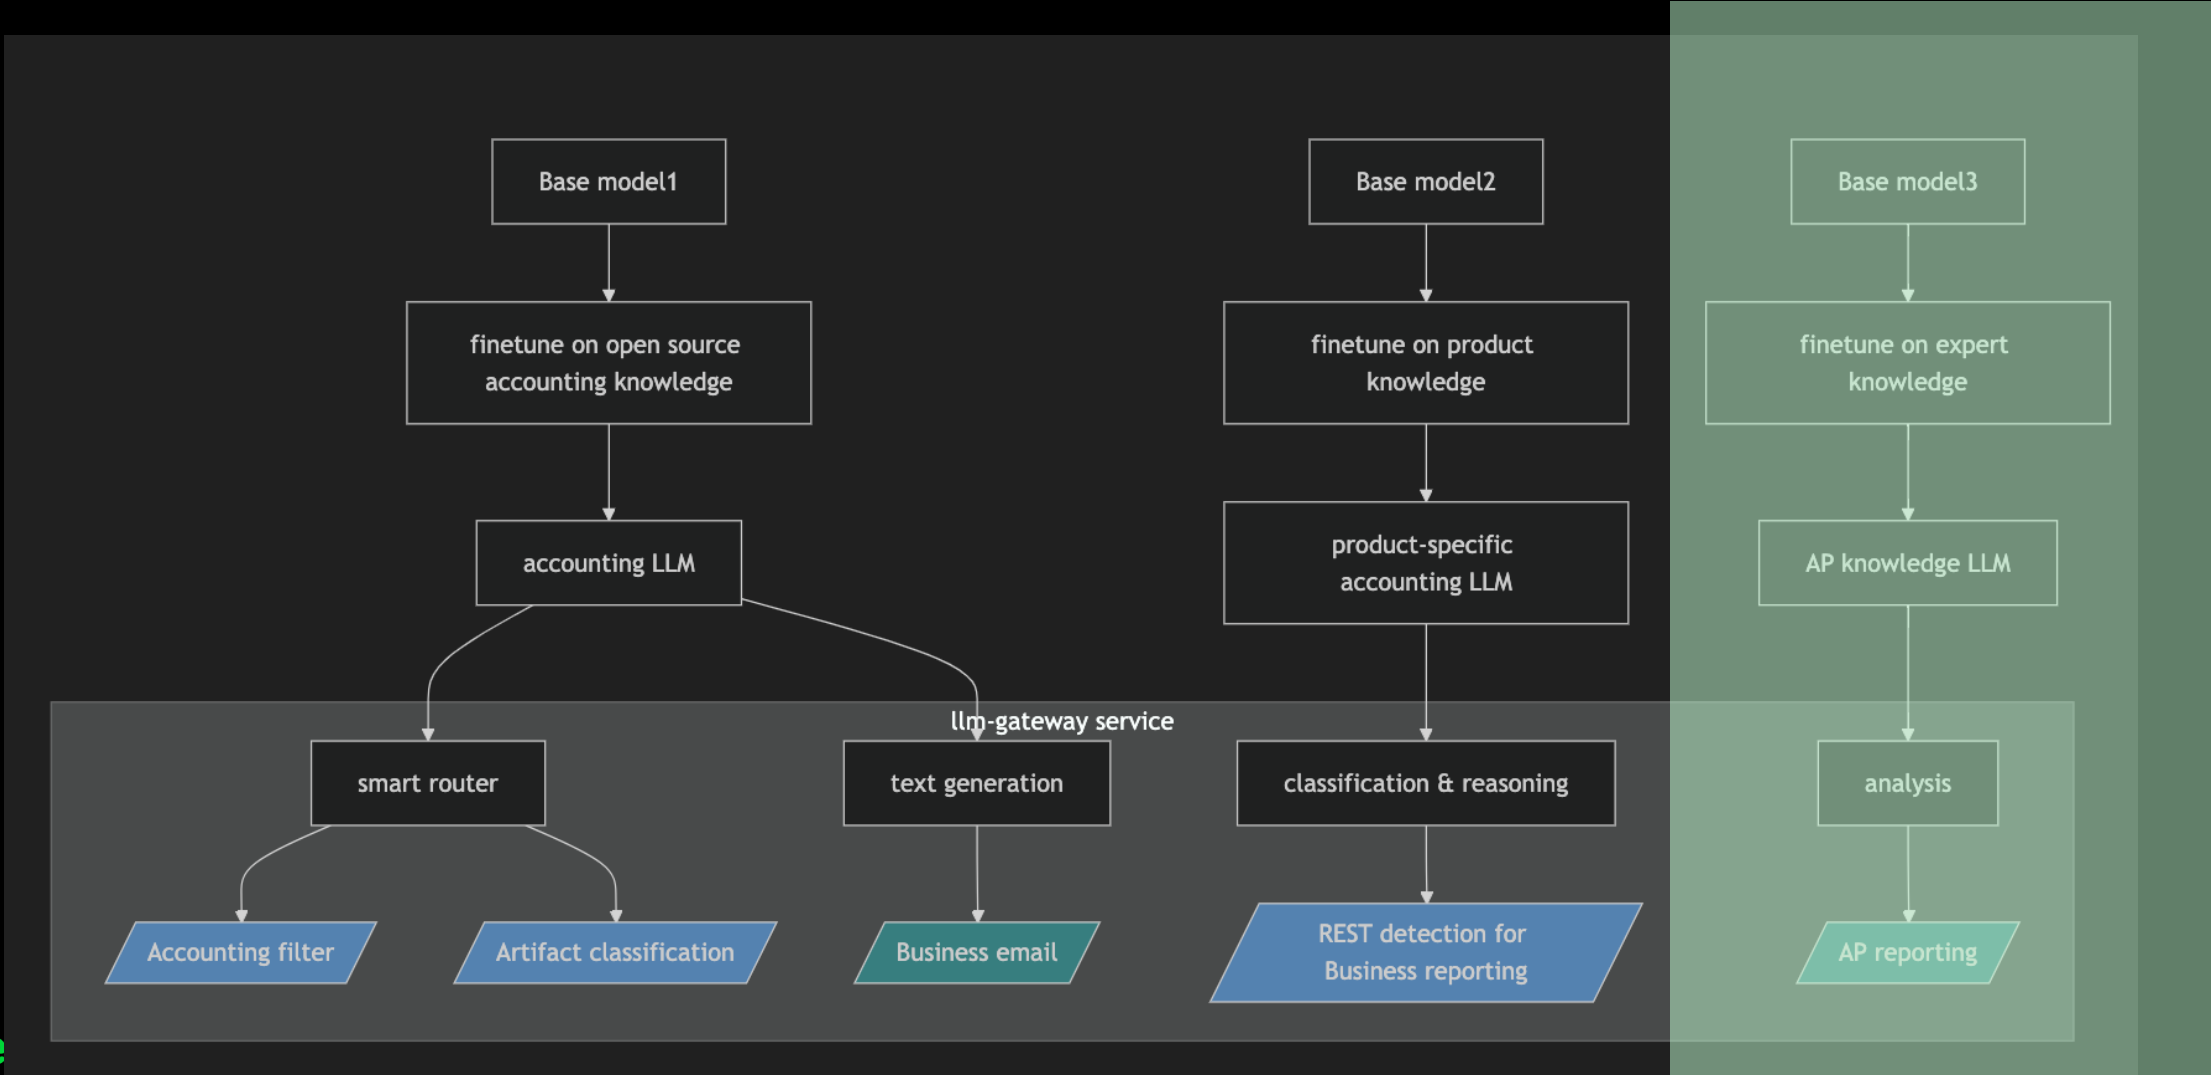 Base model1
Base model2
Base model3
finetune on open source
accounting knowledge
finetune on product
knowledge
finetune on expert
knowledge
accounting LLM
product-specific
accounting LLM
AP knowledge LLM
llm-gateway service
smart router
text generation
classification & reasoning
analysis
Accounting filter
Artifact classification
Business email
REST detection for
Business reporting
AP reporting